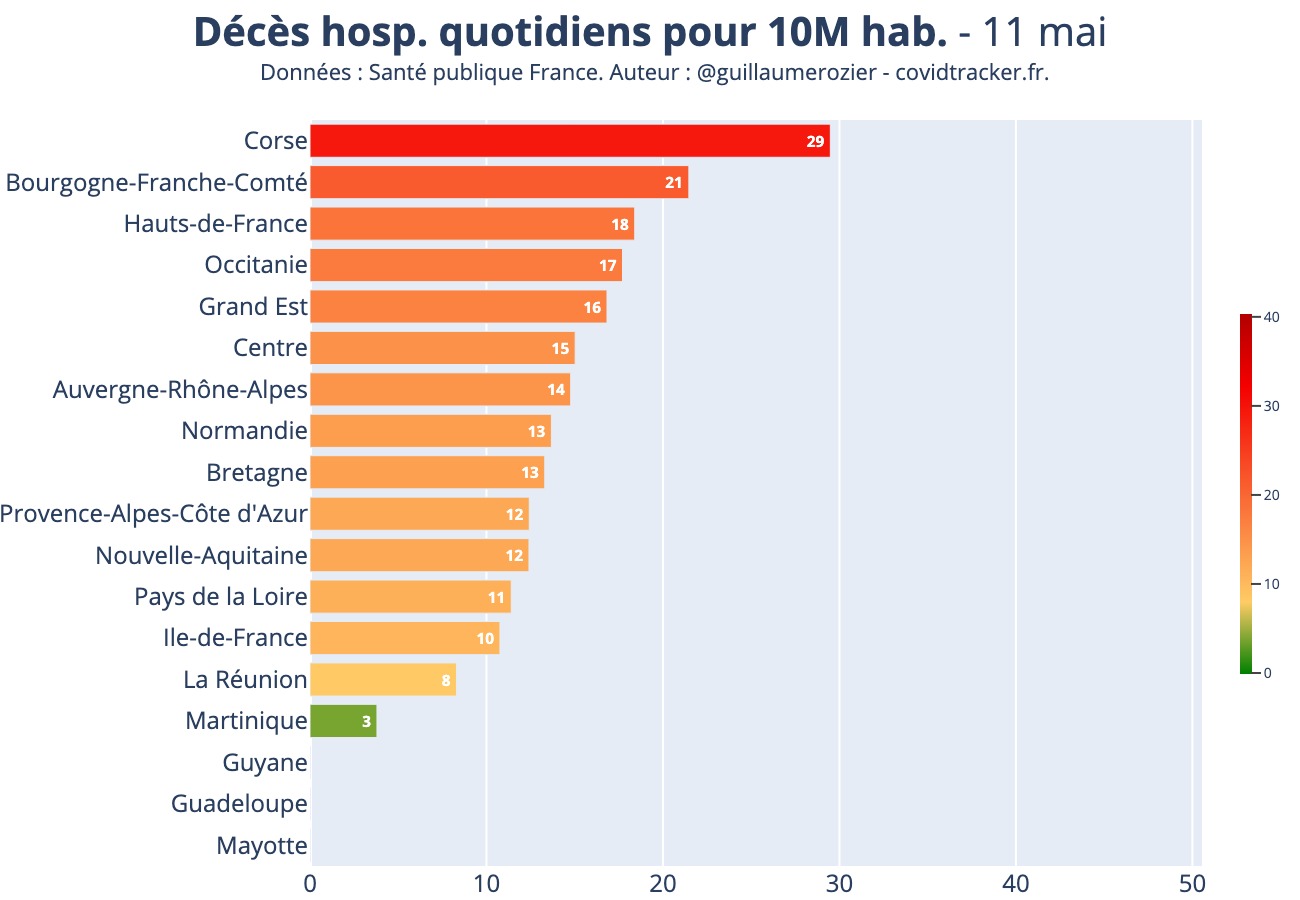 Décès hosp. quotidiens pour 10M hab. - 11 mai
Données : Santé publique France. Auteur : @guillaumerozier - covidtracker.fr.
Corse 29
Bourgogne-Franche-Comté 21
Hauts-de-France 18
Occitanie 17
Grand Est 16
Centre 15
Auvergne-Rhône-Alpes 14
Normandie 13
Bretagne 13
Provence-Alpes-Côte d'Azur 12
Nouvelle-Aquitaine 12
Pays de la Loire 11
Ile-de-France 10
La Réunion 8
Martinique 3
Guyane
Guadeloupe
Mayotte
0 10 20 30 40 50
40
30
20
10
0